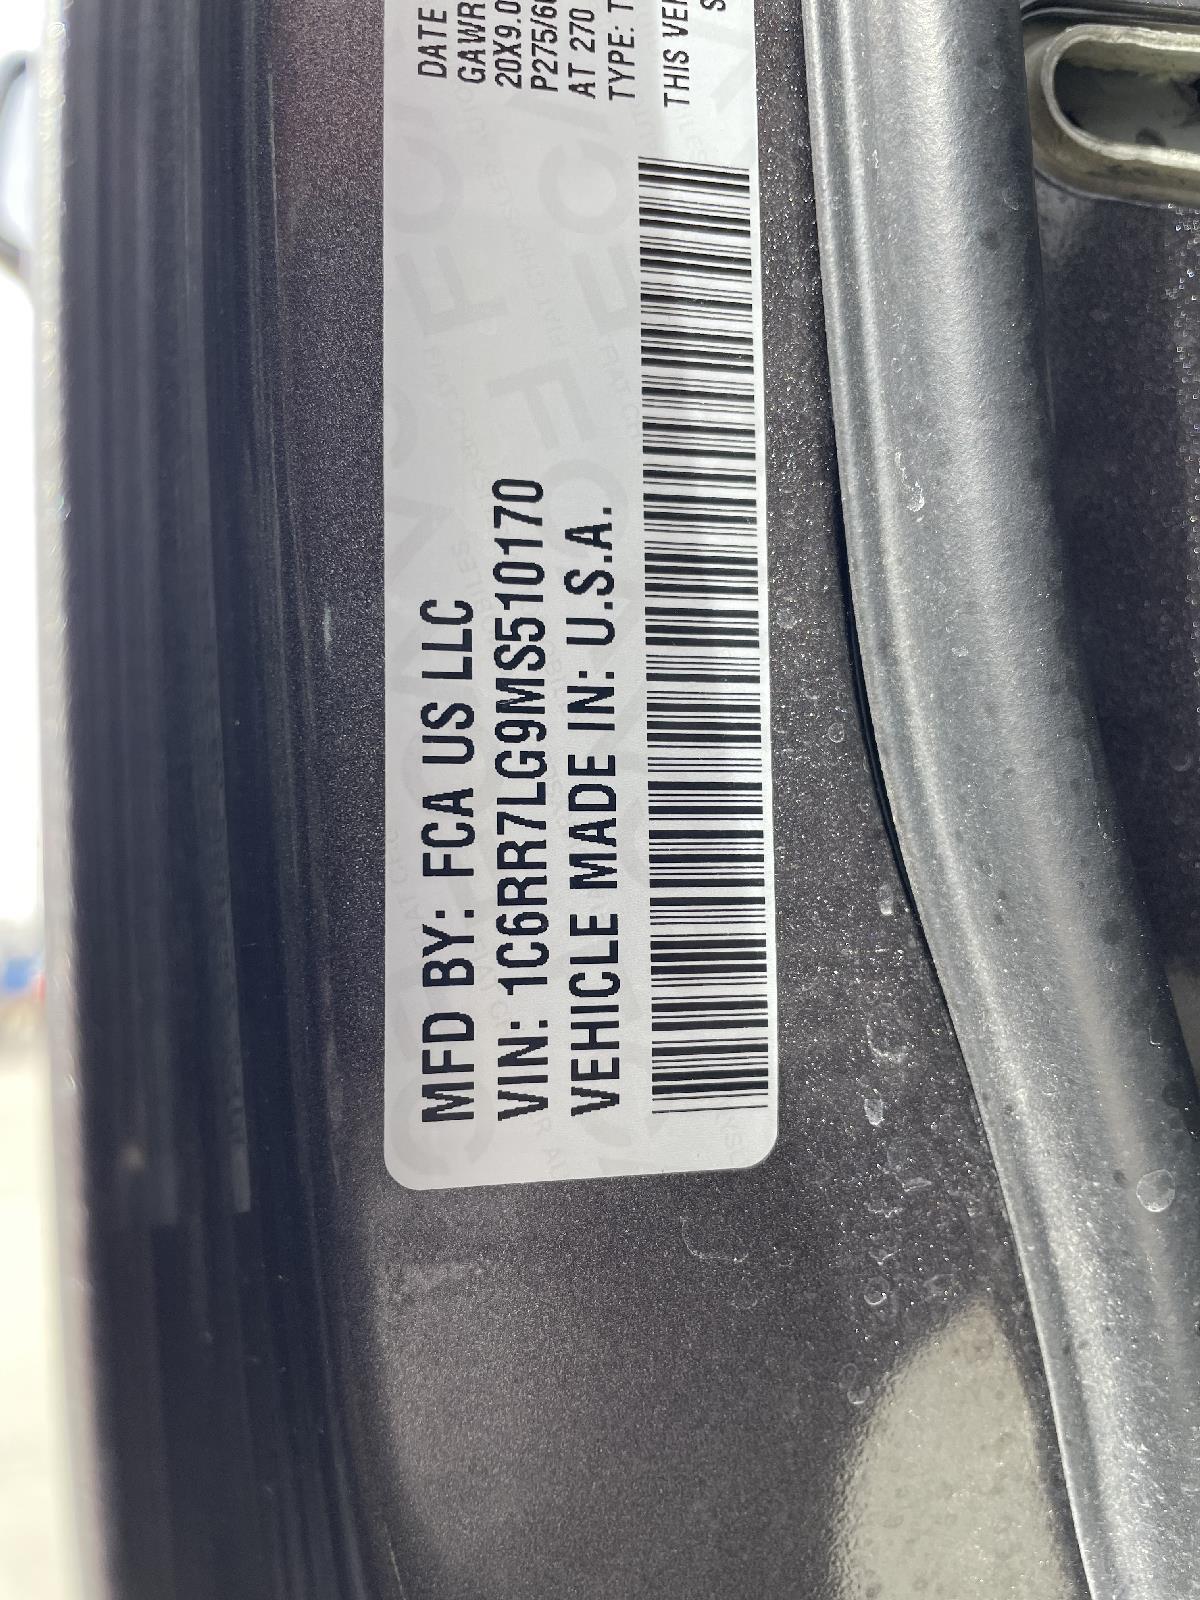 MFD BY: FCA US LLC
VIN: 1C6RR7LG9MS510170
VEHICLE MADE IN: U.S.A.
DATE
GAWR
20X9.0
P275/6
AT 270
TYPE: T
THIS VE